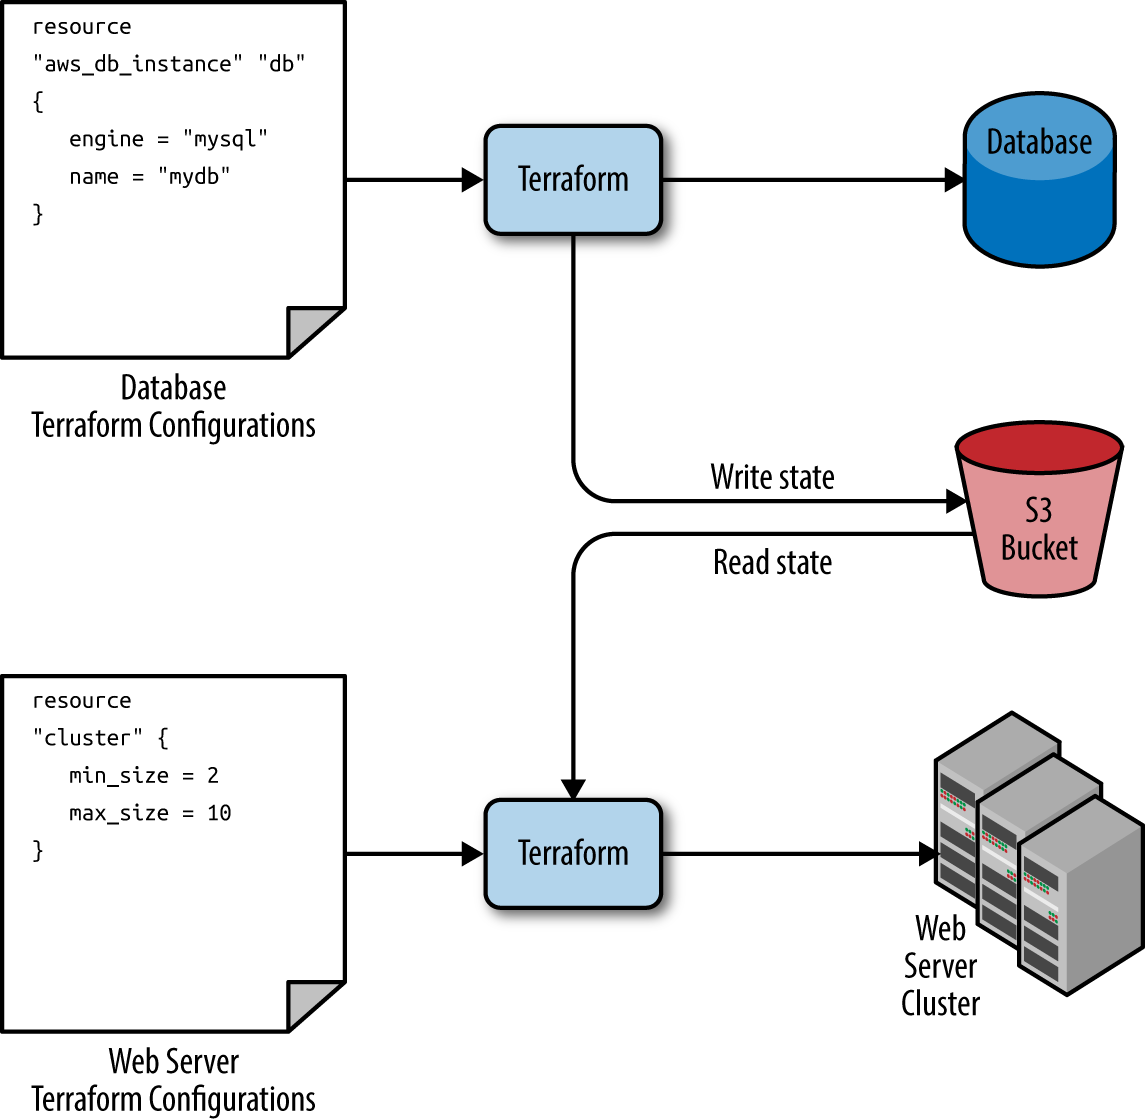 resource
"aws_db_instance" "db"
{
   engine = "mysql"
   name = "mydb"
}
Database
Terraform Configurations
Terraform
Database
Write state
S3
Bucket
Read state
resource
"cluster" {
   min_size = 2
   max_size = 10
}
Web Server
Terraform Configurations
Terraform
Web
Server
Cluster